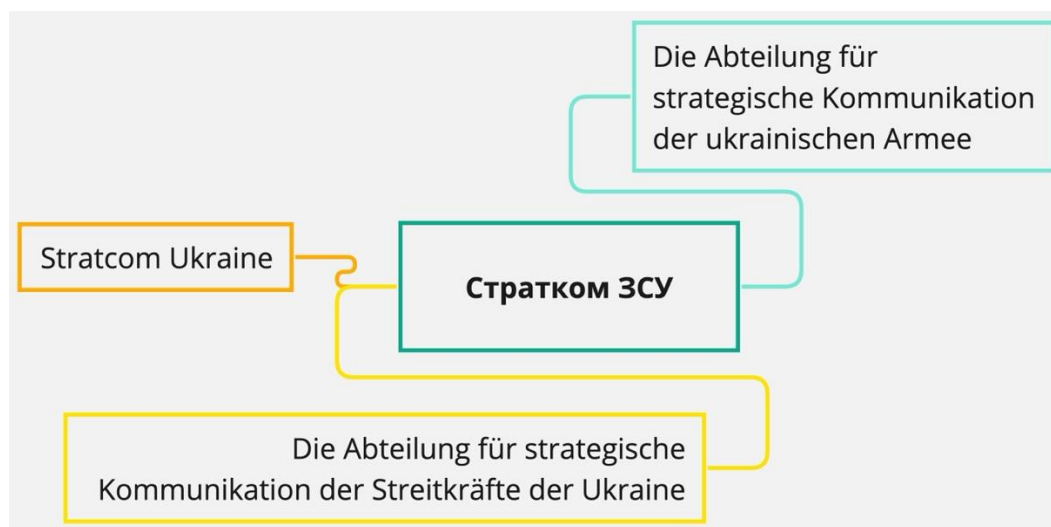 Die Abteilung für
strategische Kommunikation
der ukrainischen Armee
Stratcom Ukraine
Стратком ЗСУ
Die Abteilung für strategische
Kommunikation der Streitkräfte der Ukraine